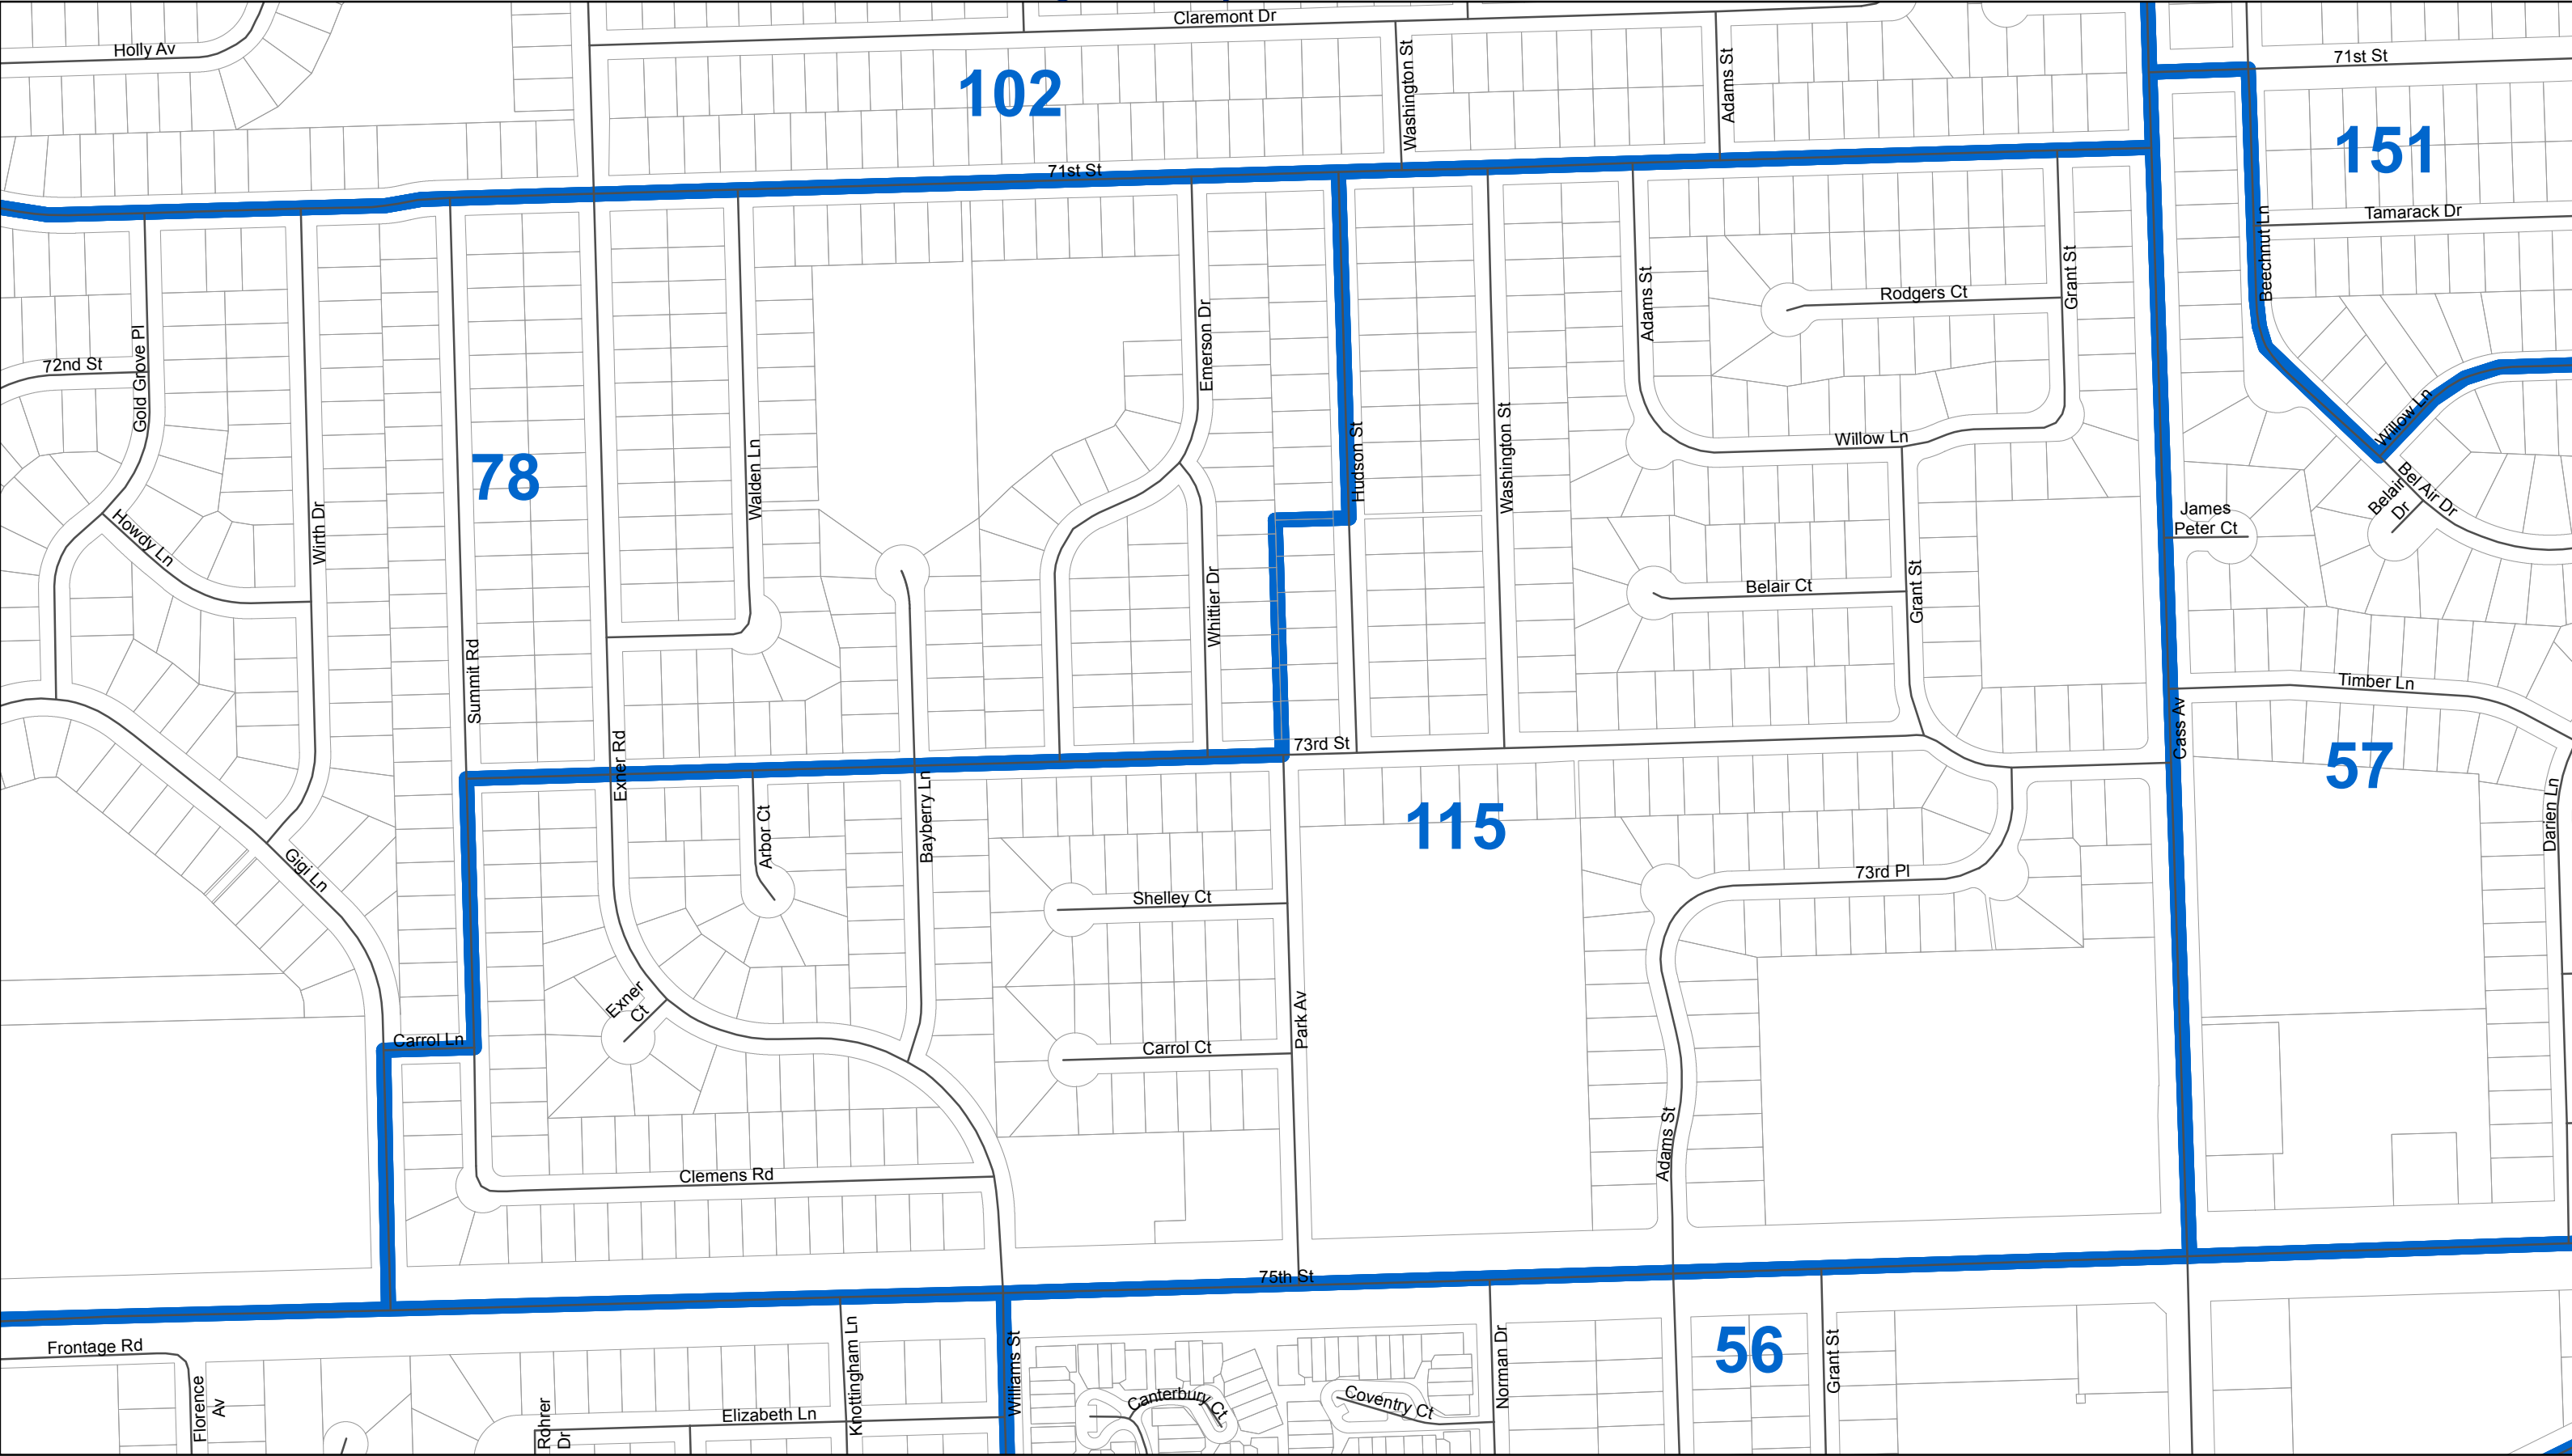 Claremont Dr
Holly Av
Washington St
Adams St
71st St
102
151
71st St
Tamarack Dr
Beechnut Ln
Grant St
Rodgers Ct
Adams St
Emerson Dr
Gold Grove Pl
72nd St
Willow Ln
Willow Ln
Hudson St
Washington St
Walden Ln
78
Bel Air Dr
Belair
Dr
James
Peter Ct
Howdy Ln
Wirth Dr
Whittier Dr
Belair Ct
Grant St
Summit Rd
Timber Ln
Cass Av
73rd St
Exner Rd
57
115
Darien Ln
Arbor Ct
Bayberry Ln
Gigi Ln
73rd Pl
Shelley Ct
Exner
Ct
Park Av
Carrol Ln
Carrol Ct
Adams St
Clemens Rd
75th St
Frontage Rd
Knottingham Ln
Williams St
Norman Dr
56
Grant St
Florence
Av
Canterbury Ct
Coventry Ct
Elizabeth Ln
Rohrer
Dr